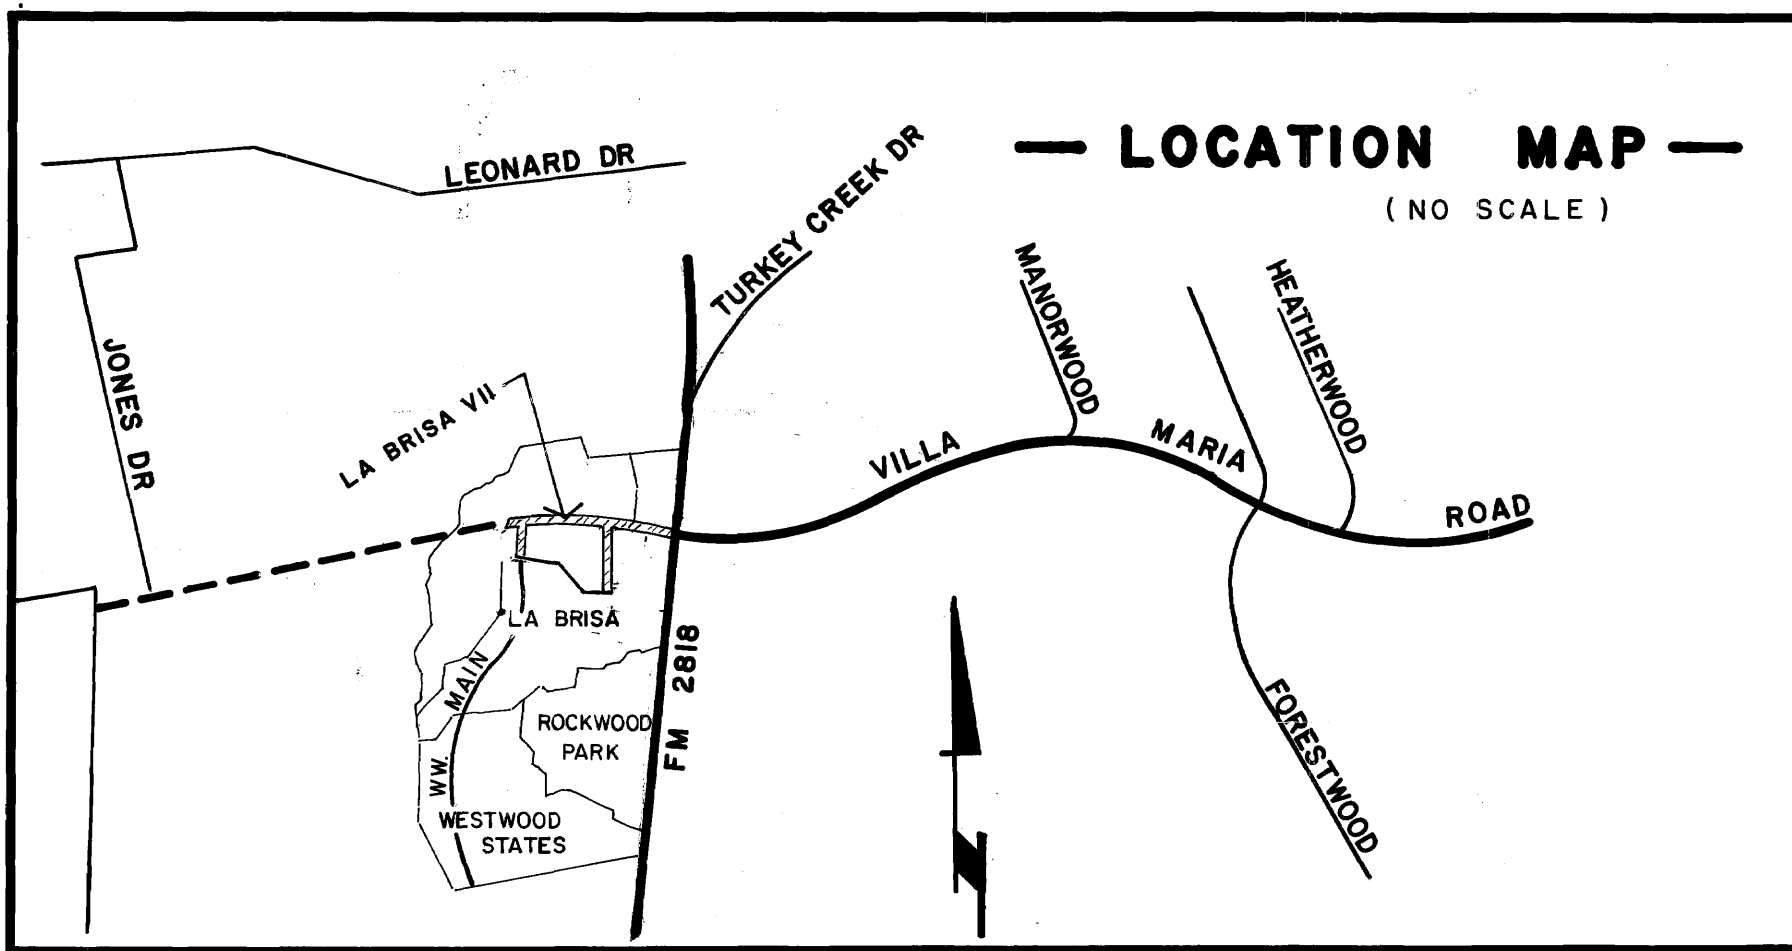 — LOCATION MAP —
( NO SCALE )
LEONARD DR
TURKEY CREEK DR
MANORWOOD
HEATHERWOOD
JONES DR
LA BRISA VII
VILLA MARIA ROAD
LA BRISA
MAIN
WW.
FM 2818
ROCKWOOD
PARK
WESTWOOD
STATES
FORESTWOOD
N